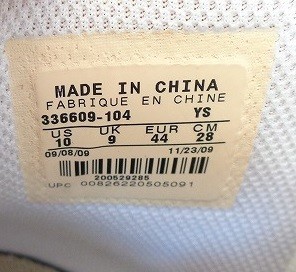 MADE IN CHINA
FABRIQUE EN CHINE
336609-104 YS
US UK EUR CM
10 9 44 28
09/08/09 11/23/09
200529285
UPC 00826220505091